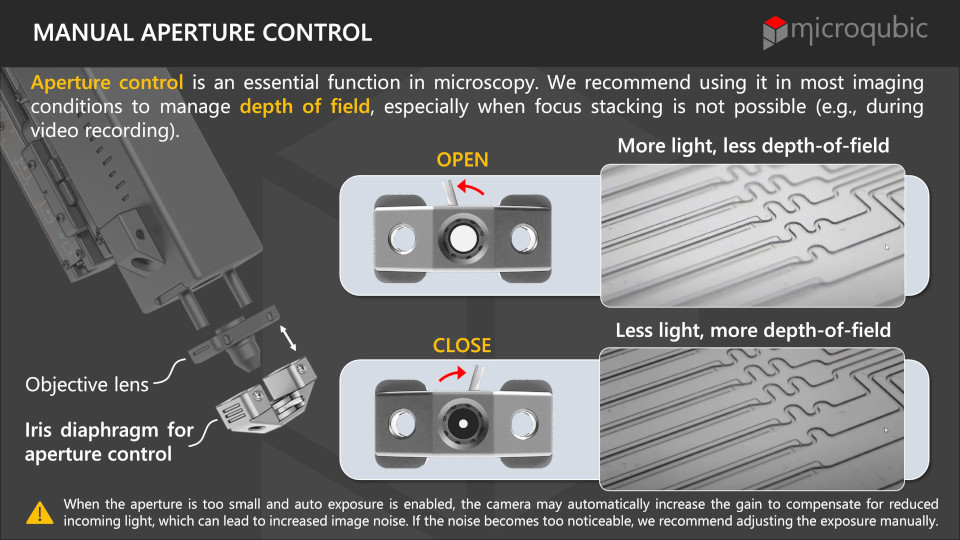 MANUAL APERTURE CONTROL
microqubic
Aperture control is an essential function in microscopy. We recommend using it in most imaging
conditions to manage depth of field, especially when focus stacking is not possible (e.g., during
video recording).
OPEN
More light, less depth-of-field
CLOSE
Less light, more depth-of-field
Objective lens
Iris diaphragm for
aperture control
When the aperture is too small and auto exposure is enabled, the camera may automatically increase the gain to compensate for reduced
incoming light, which can lead to increased image noise. If the noise becomes too noticeable, we recommend adjusting the exposure manually.